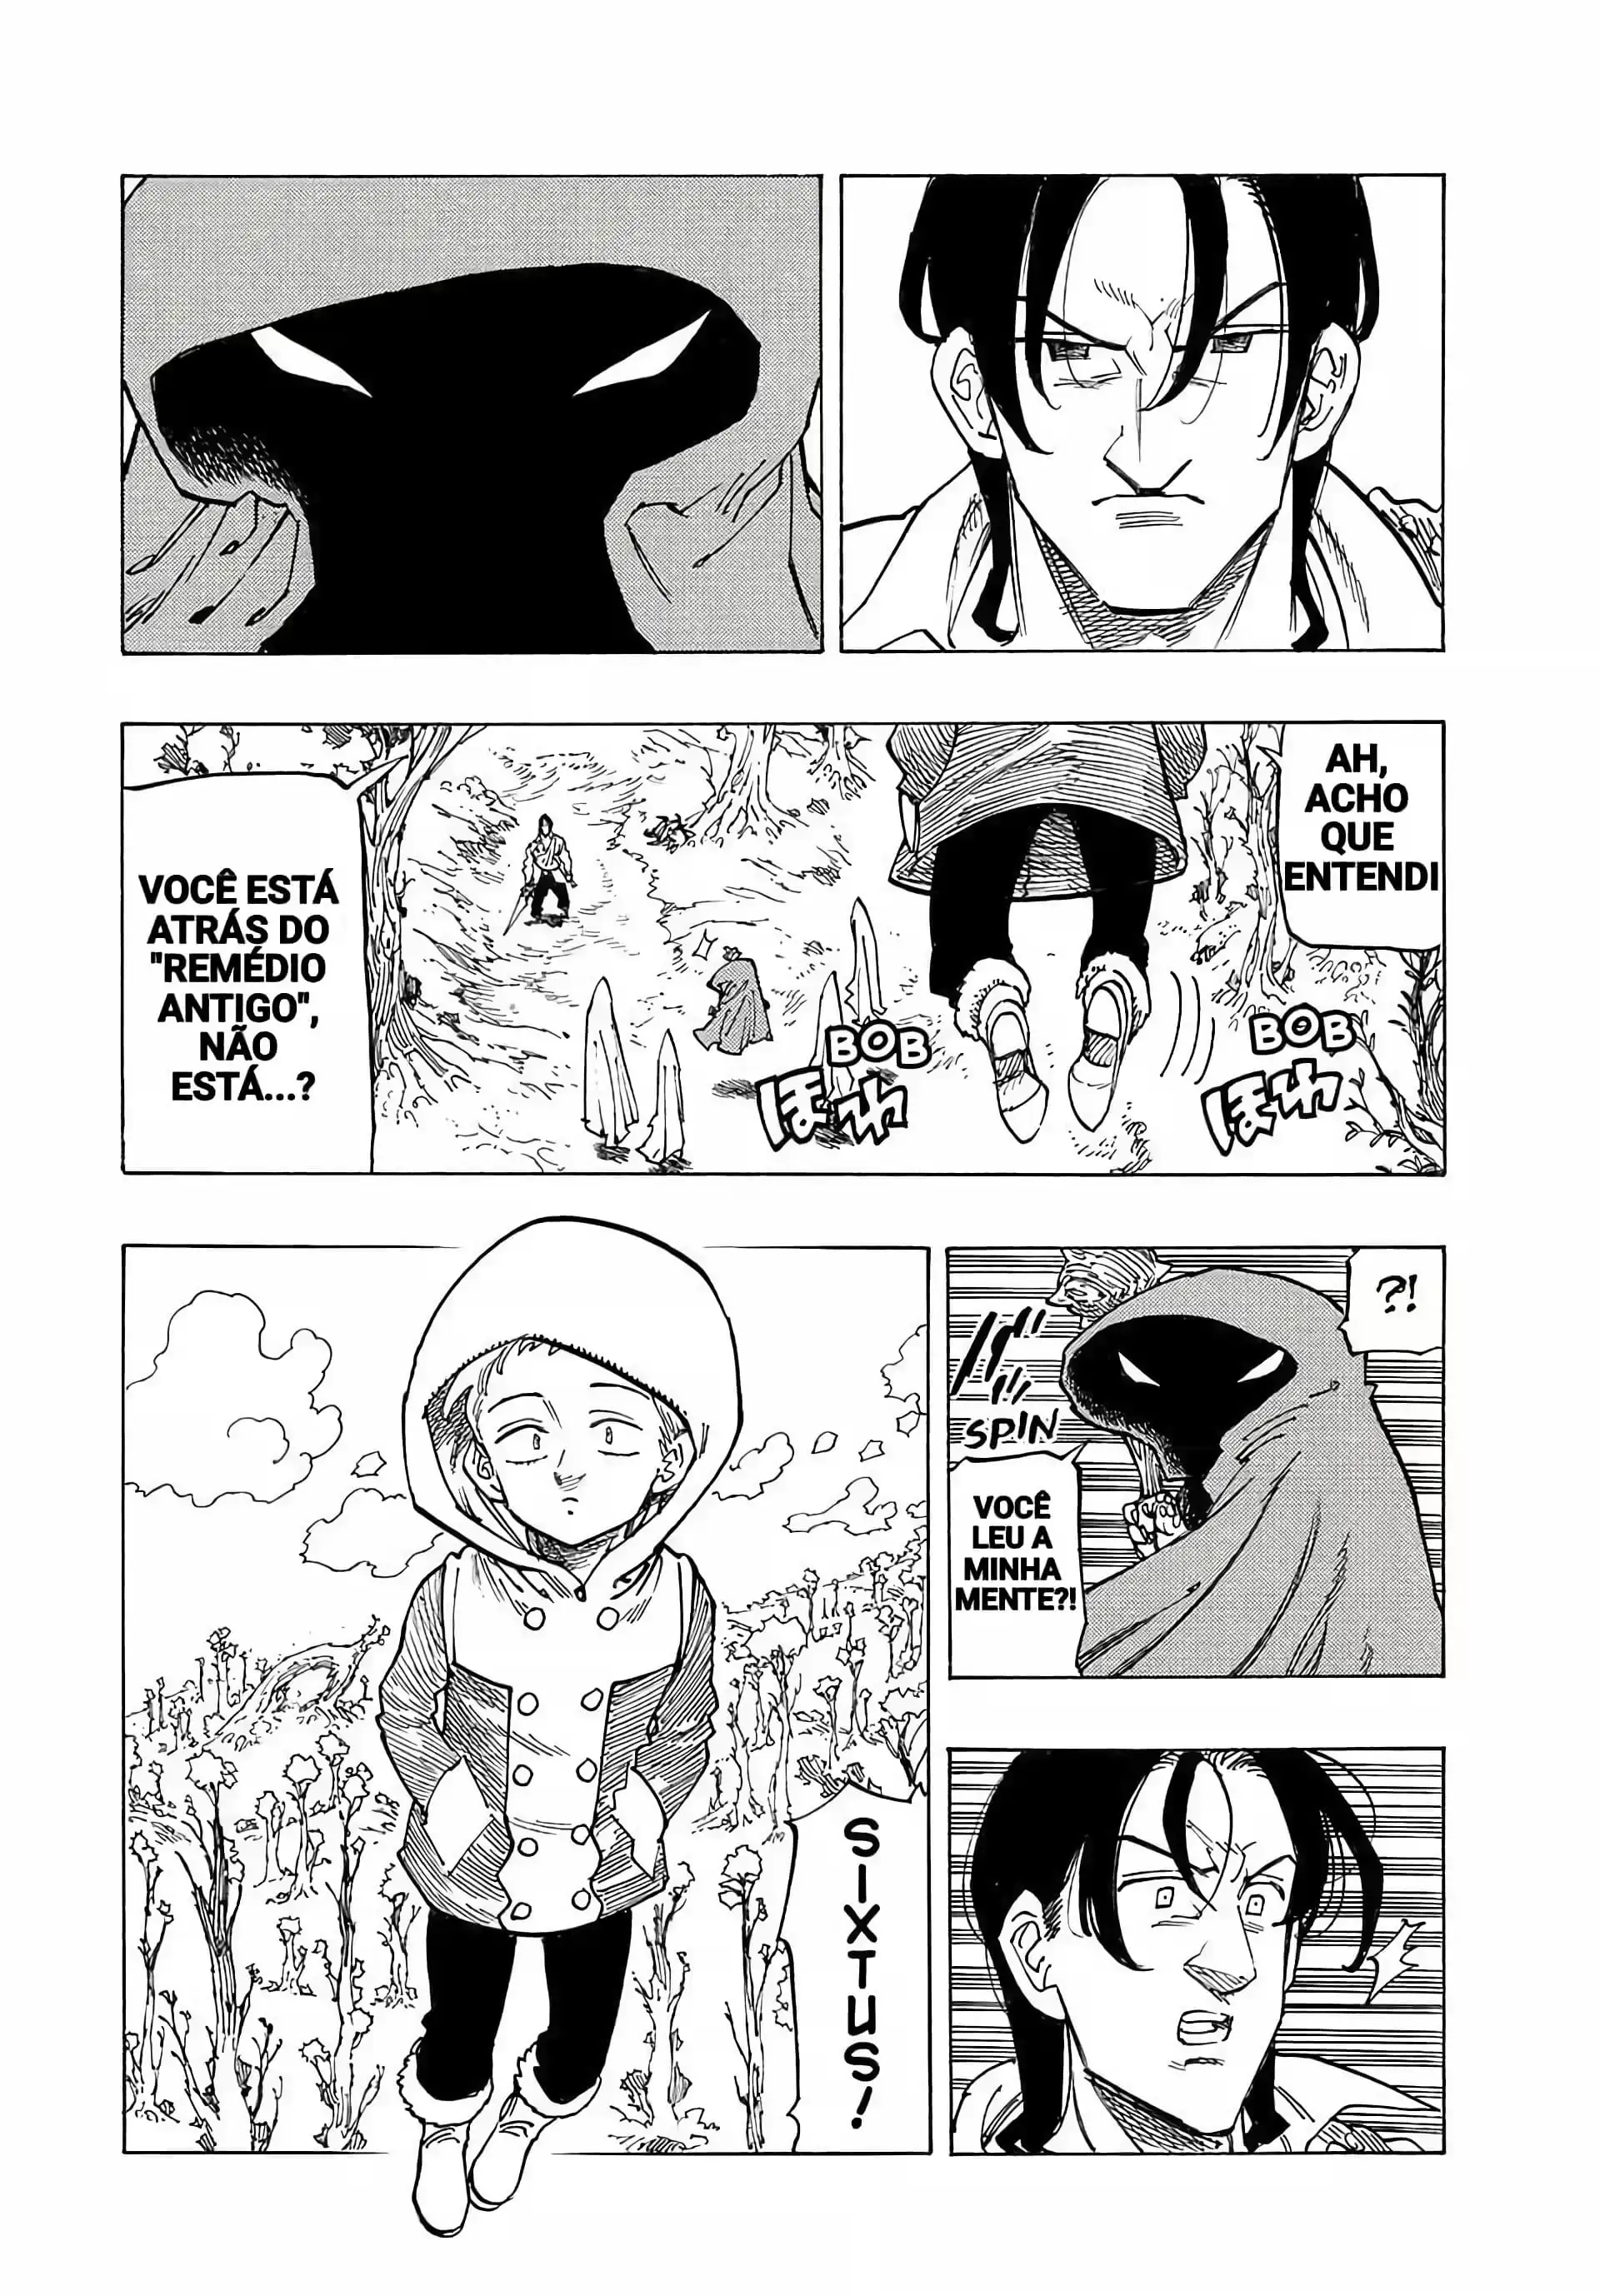 AH,
ACHO
QUE
ENTENDI
VOCÊ ESTÁ
ATRÁS DO
"REMÉDIO
ANTIGO",
NÃO
ESTÁ...?
BOB
ほわ
BOB
ほわ
?!
SPIN
VOCÊ
LEU A
MINHA
MENTE?!
SIXTUS!